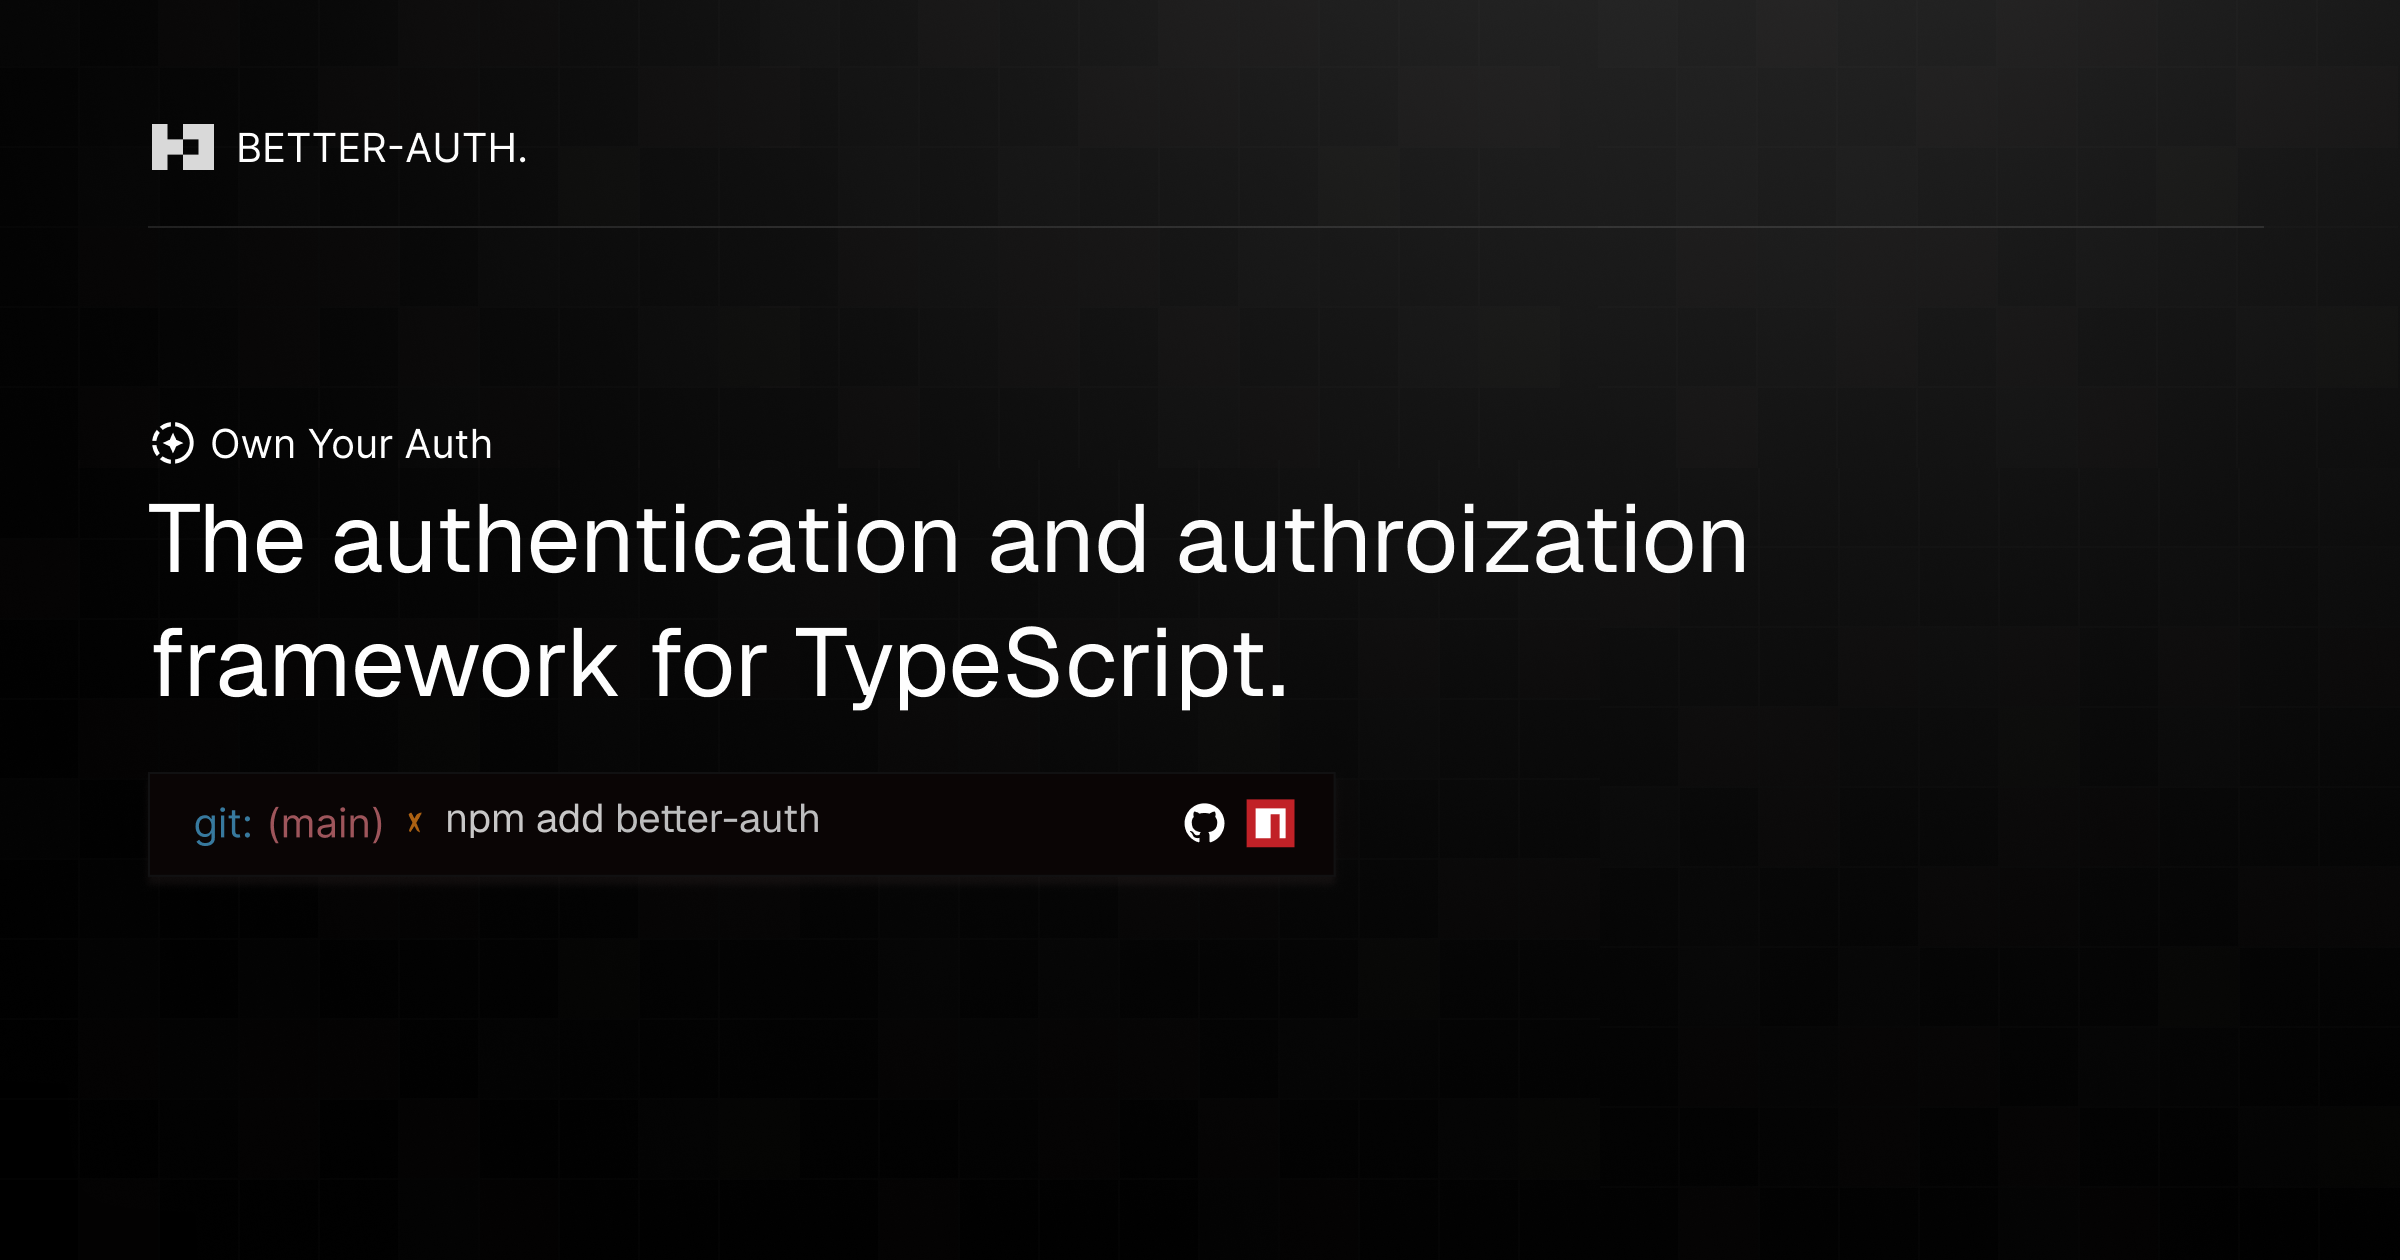 BETTER-AUTH.
Own Your Auth
The authentication and authroization
framework for TypeScript.
git: (main) x npm add better-auth